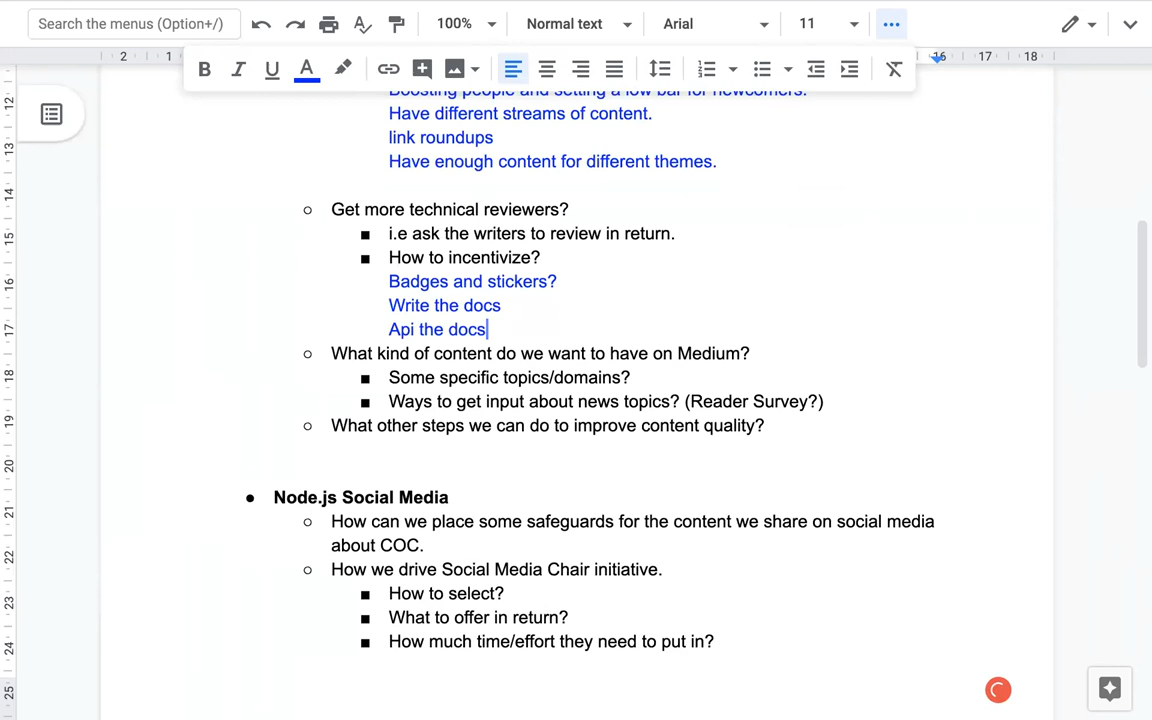 Search the menus (Option+/)
100%
Normal text
Arial
11
2
1
16
17
18
B
I
U
A
Boosting people and setting a low bar for newcomers.
Have different streams of content.
link roundups
Have enough content for different themes.
Get more technical reviewers?
i.e ask the writers to review in return.
How to incentivize?
Badges and stickers?
Write the docs
Api the docs
What kind of content do we want to have on Medium?
Some specific topics/domains?
Ways to get input about news topics? (Reader Survey?)
What other steps we can do to improve content quality?
Node.js Social Media
How can we place some safeguards for the content we share on social media
about COC.
How we drive Social Media Chair initiative.
How to select?
What to offer in return?
How much time/effort they need to put in?
12
13
14
15
16
17
18
19
20
21
22
23
24
25